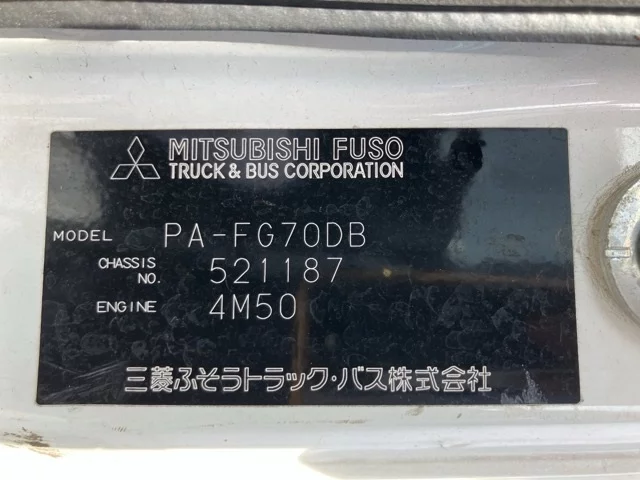 MITSUBISHI FUSO
TRUCK & BUS CORPORATION
MODEL PA-FG70DB
CHASSIS NO. 521187
ENGINE 4M50
三菱ふそうトラック・バス株式会社